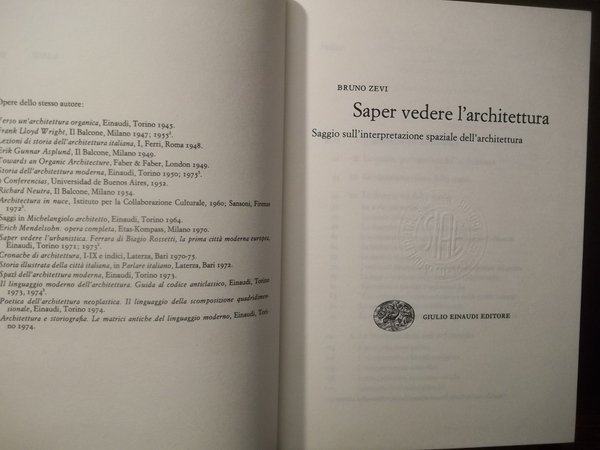 Opere dello stesso autore:
Verso un'architettura organica, Einaudi, Torino 1945.
Frank Lloyd Wright, Il Balcone, Milano 1947; 1955².
Lezioni di storia dell'architettura italiana, I, Ferri, Roma 1948.
Erik Gunnar Asplund, Il Balcone, Milano 1949.
Towards an Organic Architecture, Faber & Faber, London 1949.
Storia dell'architettura moderna, Einaudi, Torino 1950; 1975⁵.
Conferencias, Universidad de Buenos Aires, 1952.
Richard Neutra, Il Balcone, Milano 1954.
Architettura in nuce, Istituto per la Collaborazione Culturale, 1960; Sansoni, Firenze
Saggi in Michelangiolo architetto, Einaudi, Torino 1964.
Erich Mendelsohn. opera completa, Etas-Kompass, Milano 1970.
Saper vedere l'urbanistica. Ferrara di Biagio Rossetti, la prima città moderna europea,
Einaudi, Torino 1971; 1973².
Cronache di architettura, I-IX e indici, Laterza, Bari 1970-75.
Storia illustrata della città italiana, in Parlare italiano, Laterza, Bari 1972.
Spazi dell'architettura moderna, Einaudi, Torino 1973.
Il linguaggio moderno dell'architettura. Guida al codice anticlassico, Einaudi, Torino
Poetica dell'architettura neoplastica. Il linguaggio della scomposizione quadridimen-
sionale, Einaudi, Torino 1974.
Architettura e storiografia. Le matrici antiche del linguaggio moderno, Einaudi, Tori-
no 1974.
BRUNO ZEVI
Saper vedere l'architettura
Saggio sull'interpretazione spaziale dell'architettura
GIULIO EINAUDI EDITORE